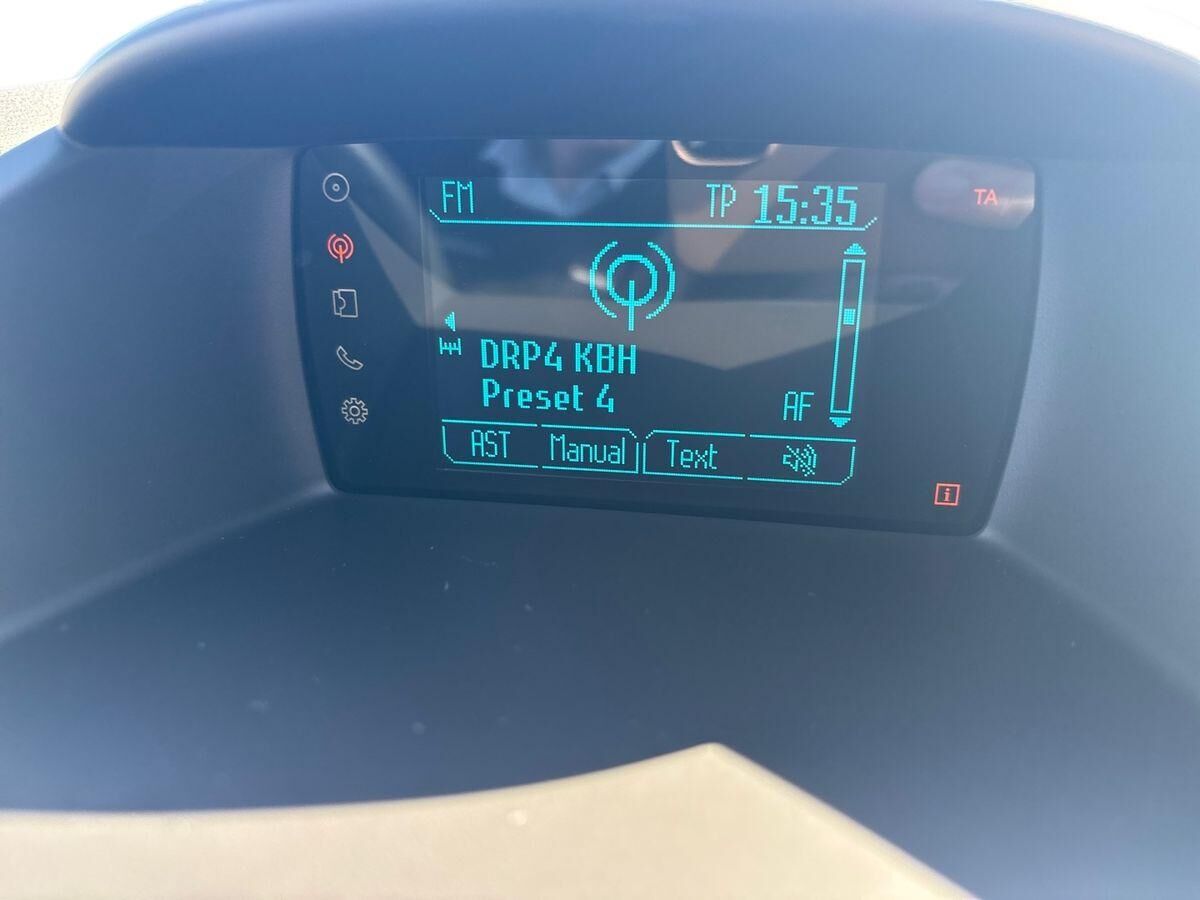 FM TP 15:35 TA
DRP4 KBH
Preset 4
AF
AST Manual Text
i